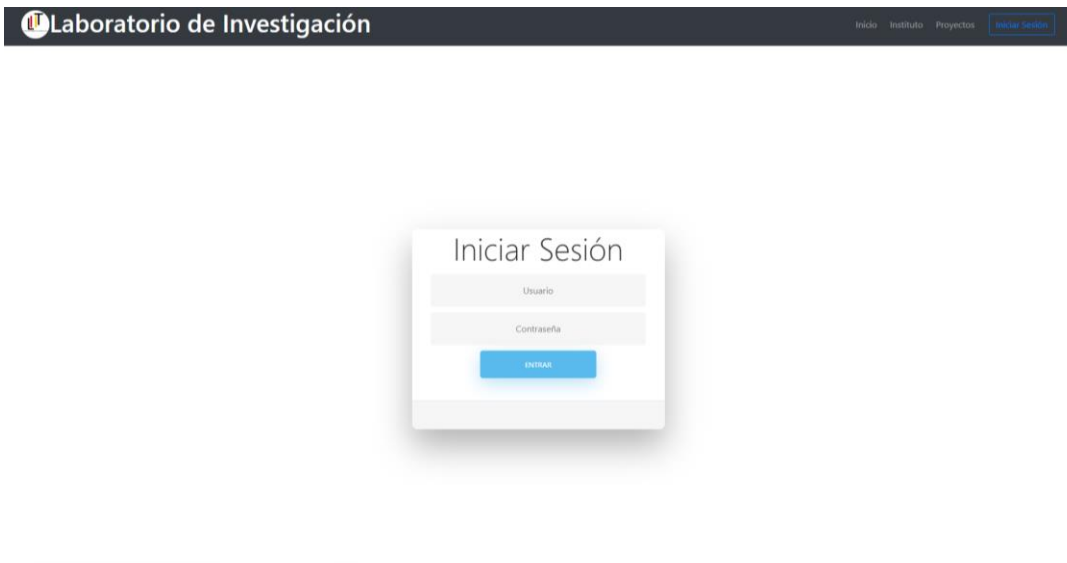 Laboratorio de Investigación
Inicio Instituto Proyectos Iniciar Sesión
Iniciar Sesión
Usuario
Contraseña
ENTRAR